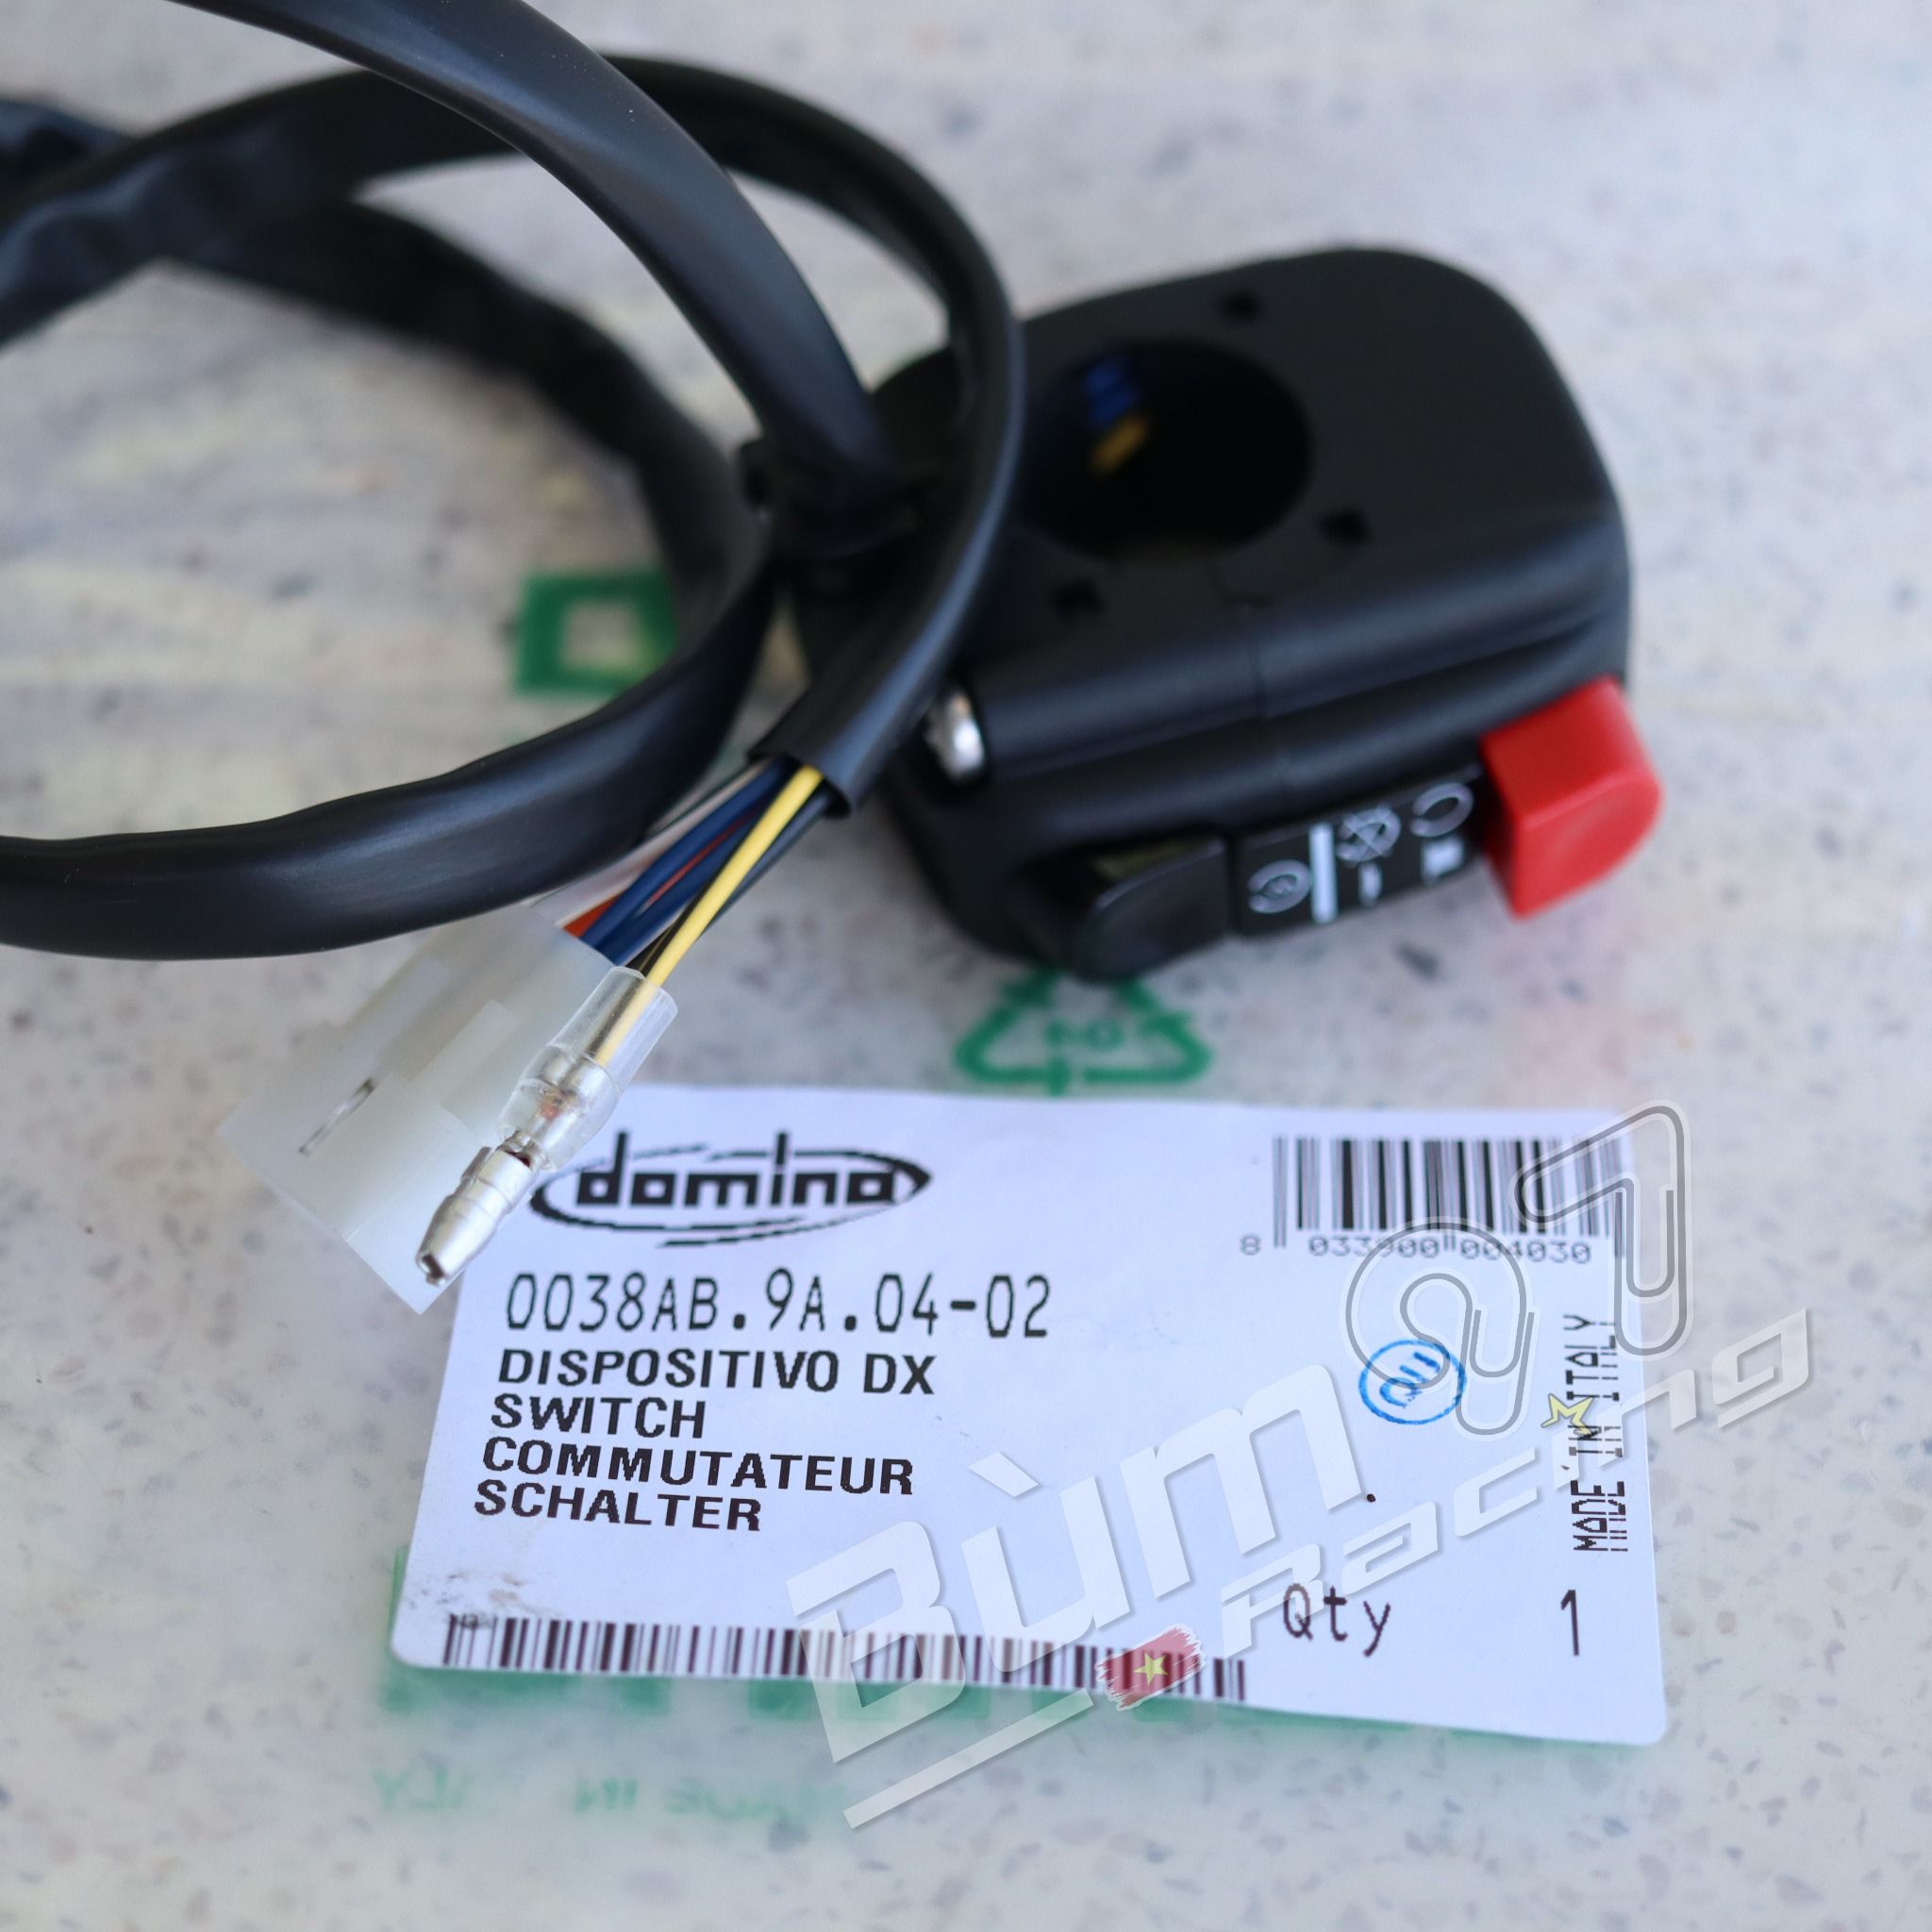 domino
8 033900 004030
0038AB.9A.04-02
DISPOSITIVO DX
SWITCH
COMMUTATEUR
SCHALTER
MADE IN ITALY
Qty 1
Bùm
Racing